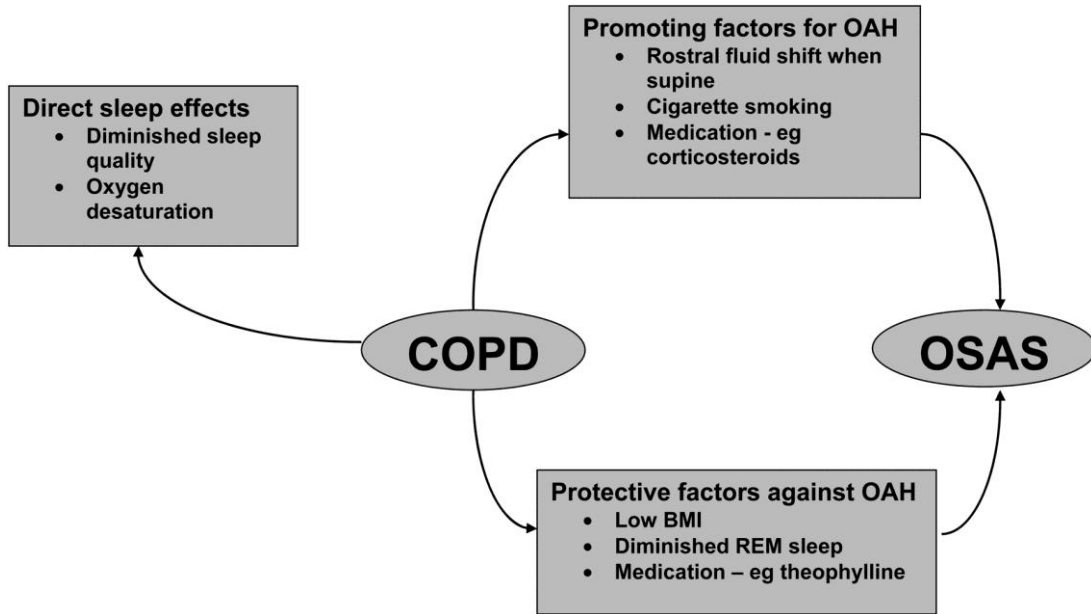 Promoting factors for OAH
• Rostral fluid shift when
supine
• Cigarette smoking
• Medication - eg
corticosteroids
Direct sleep effects
• Diminished sleep
quality
• Oxygen
desaturation
COPD
OSAS
Protective factors against OAH
• Low BMI
• Diminished REM sleep
• Medication – eg theophylline